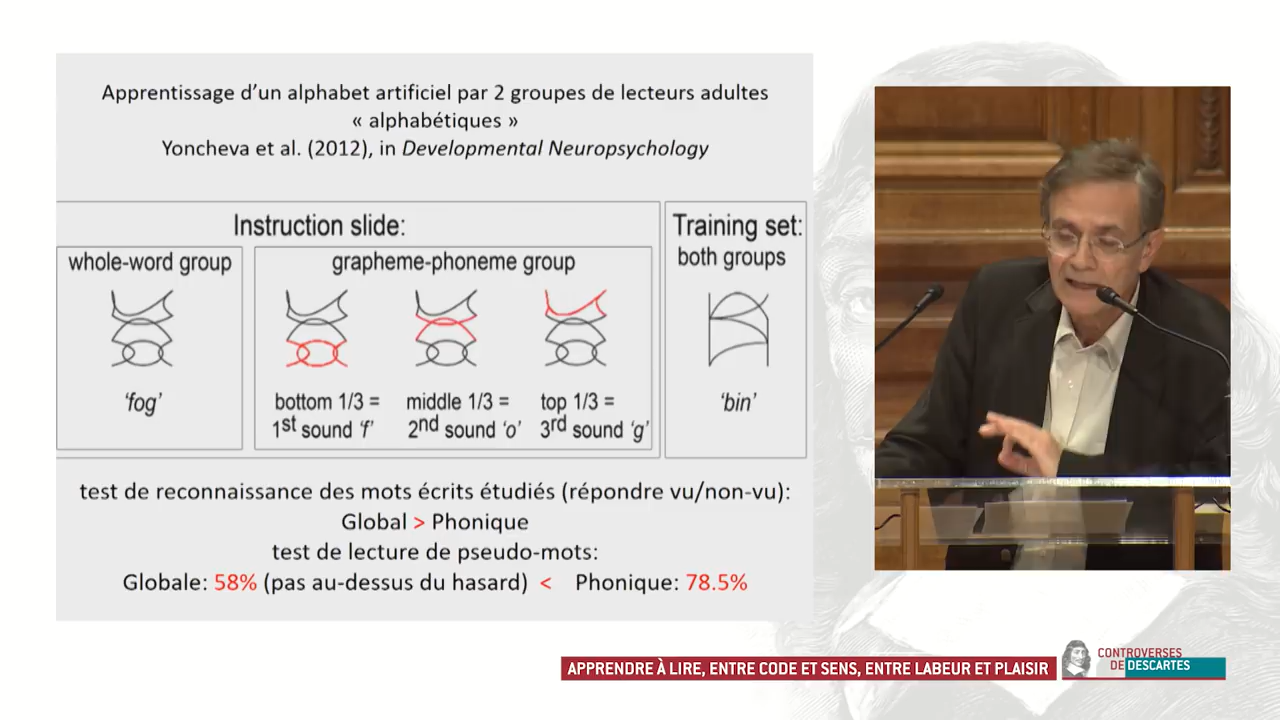 Apprentissage d'un alphabet artificiel par 2 groupes de lecteurs adultes
« alphabétiques »
Yoncheva et al. (2012), in Developmental Neuropsychology
Instruction slide:
whole-word group
grapheme-phoneme group
'fog'
bottom 1/3 =
1st sound 'f'
middle 1/3 =
2nd sound 'o'
top 1/3 =
3rd sound 'g'
Training set:
both groups
'bin'
test de reconnaissance des mots écrits étudiés (répondre vu/non-vu):
Global > Phonique
test de lecture de pseudo-mots:
Globale: 58% (pas au-dessus du hasard) < Phonique: 78.5%
APPRENDRE À LIRE, ENTRE CODE ET SENS, ENTRE LABEUR ET PLAISIR
CONTROVERSES
DE DESCARTES